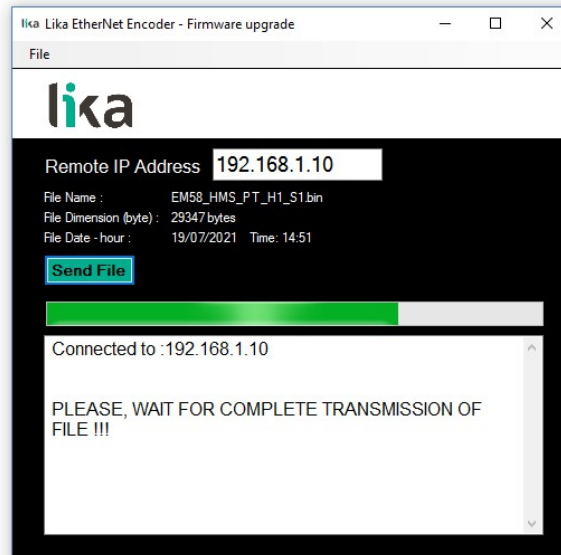 lika Lika EtherNet Encoder - Firmware upgrade
File
lika
Remote IP Address 192.168.1.10
File Name : EM58_HMS_PT_H1_S1.bin
File Dimension (byte) : 29347 bytes
File Date - hour : 19/07/2021 Time: 14:51
Send File
Connected to :192.168.1.10
PLEASE, WAIT FOR COMPLETE TRANSMISSION OF
FILE !!!